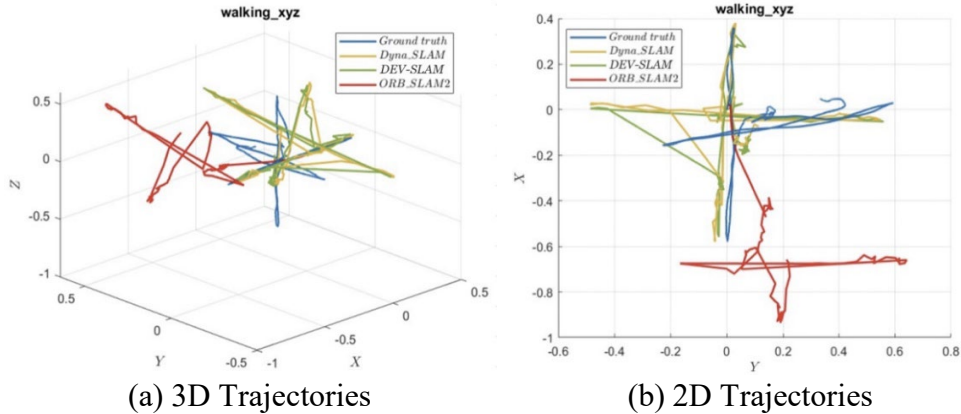 walking_xyz
Ground truth
Dyna_SLAM
DEV-SLAM
ORB_SLAM2
0.5
0
-0.5
-1
Z
0.5
0
-0.5
Y
-1
-0.5
0
0.5
X
(a) 3D Trajectories
walking_xyz
Ground truth
Dyna_SLAM
DEV-SLAM
ORB_SLAM2
0.4
0.2
0
-0.2
-0.4
-0.6
-0.8
-1
X
-0.6
-0.4
-0.2
0
0.2
0.4
0.6
0.8
Y
(b) 2D Trajectories